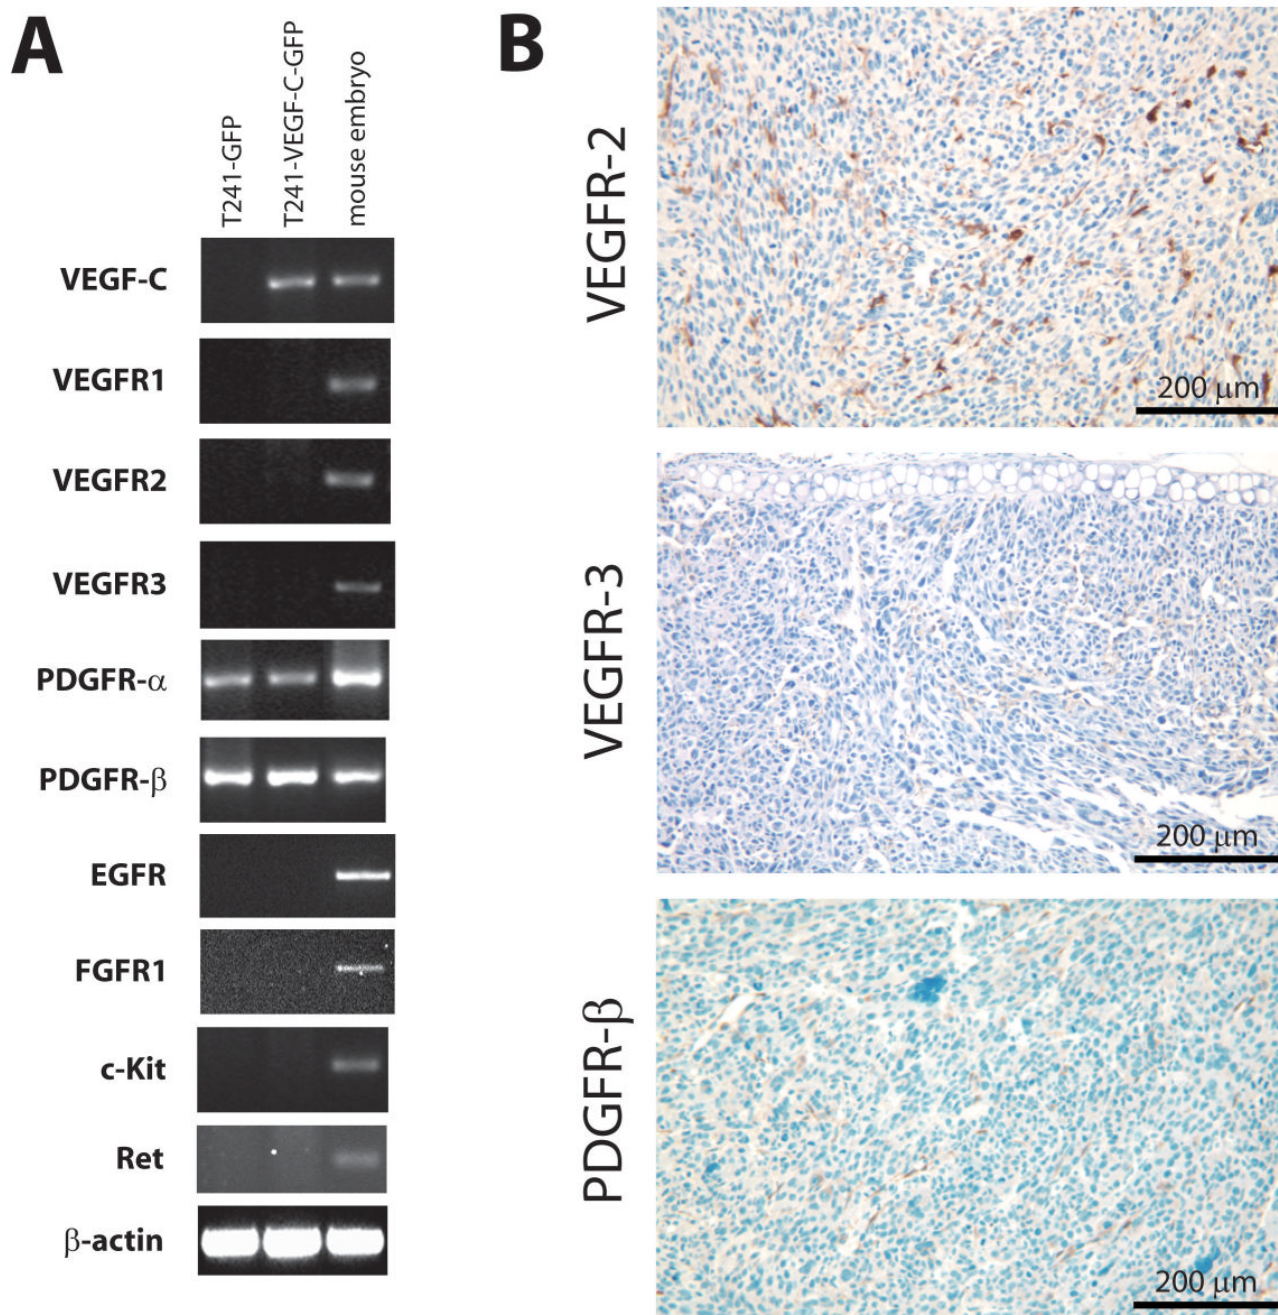 A
T241-GFP
T241-VEGF-C-GFP
mouse embryo
VEGF-C
VEGFR1
VEGFR2
VEGFR3
PDGFR-α
PDGFR-β
EGFR
FGFR1
c-Kit
Ret
β-actin
B
VEGFR-2
200 μm
VEGFR-3
200 μm
PDGFR-β
200 μm